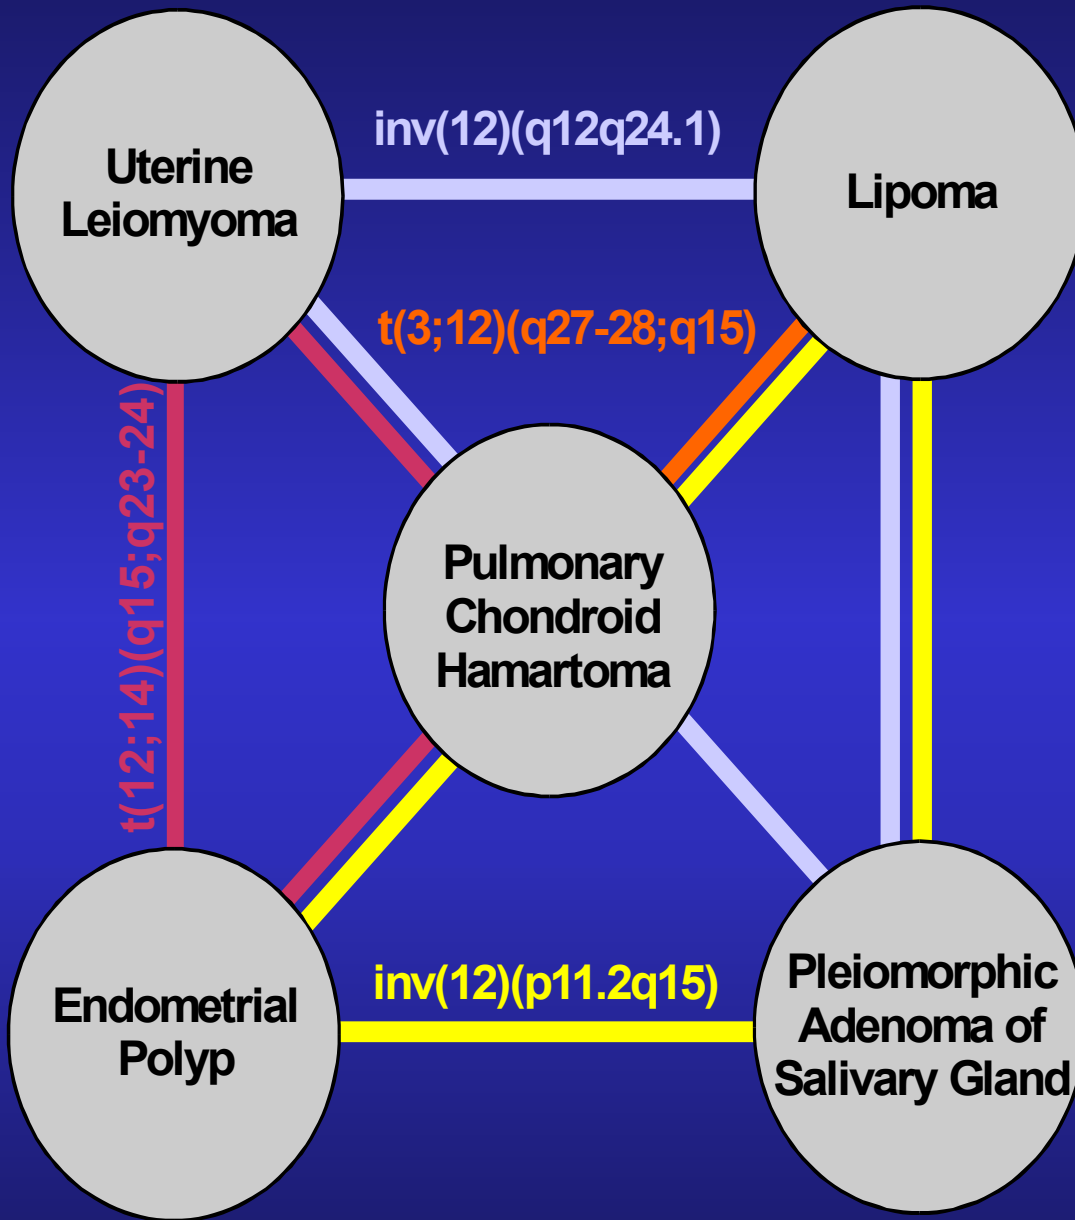 Uterine
Leiomyoma
inv(12)(q12q24.1)
Lipoma
t(3;12)(q27-28;q15)
t(12;14)(q15;q23-24)
Pulmonary
Chondroid
Hamartoma
Endometrial
Polyp
inv(12)(p11.2q15)
Pleiomorphic
Adenoma of
Salivary Gland